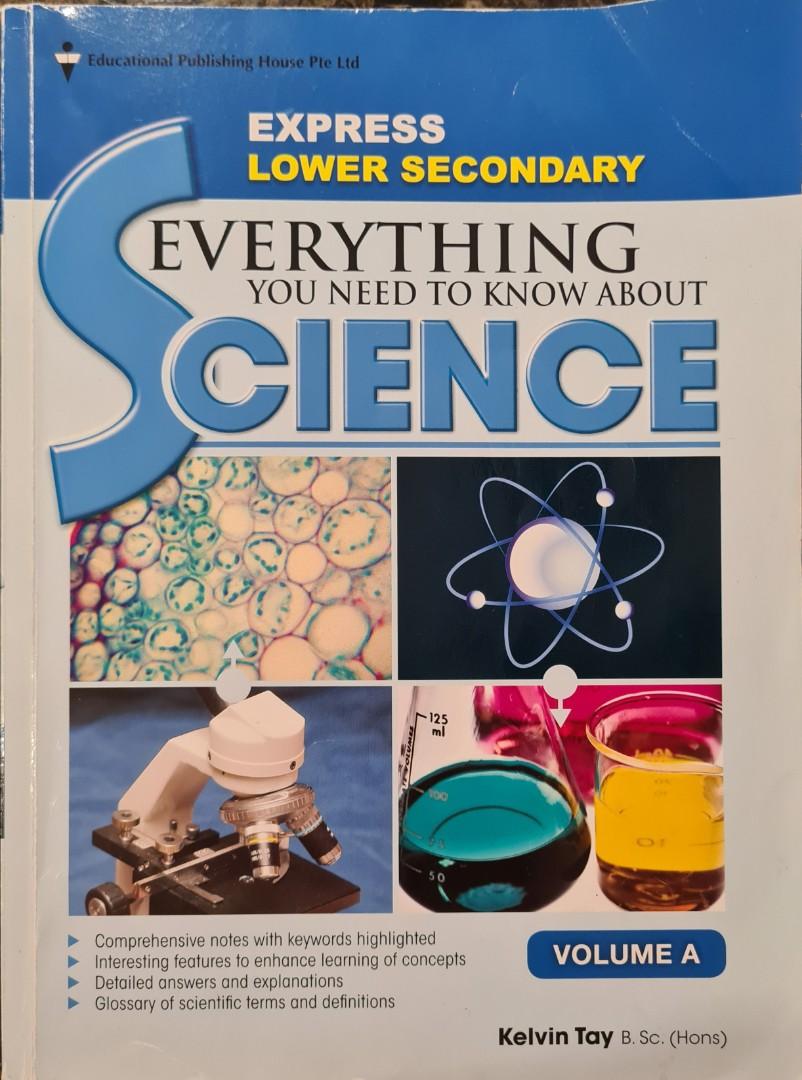 Educational Publishing House Pte Ltd
EXPRESS
LOWER SECONDARY
EVERYTHING
YOU NEED TO KNOW ABOUT
SCIENCE
125
ml
100
50
Comprehensive notes with keywords highlighted
Interesting features to enhance learning of concepts
Detailed answers and explanations
Glossary of scientific terms and definitions
VOLUME A
Kelvin Tay B. Sc. (Hons)